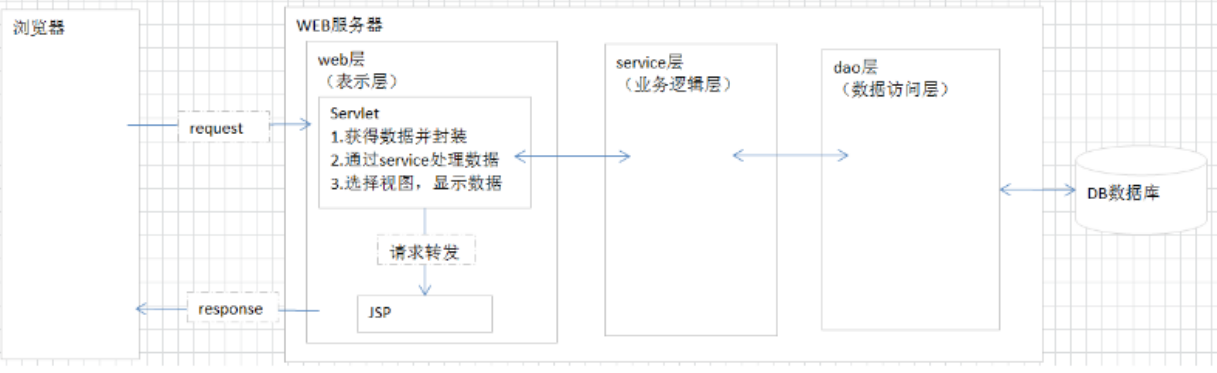 浏览器
WEB服务器
web层
（表示层）
Servlet
1.获得数据并封装
2.通过service处理数据
3.选择视图，显示数据
request
请求转发
JSP
response
service层
（业务逻辑层）
dao层
（数据访问层）
DB数据库